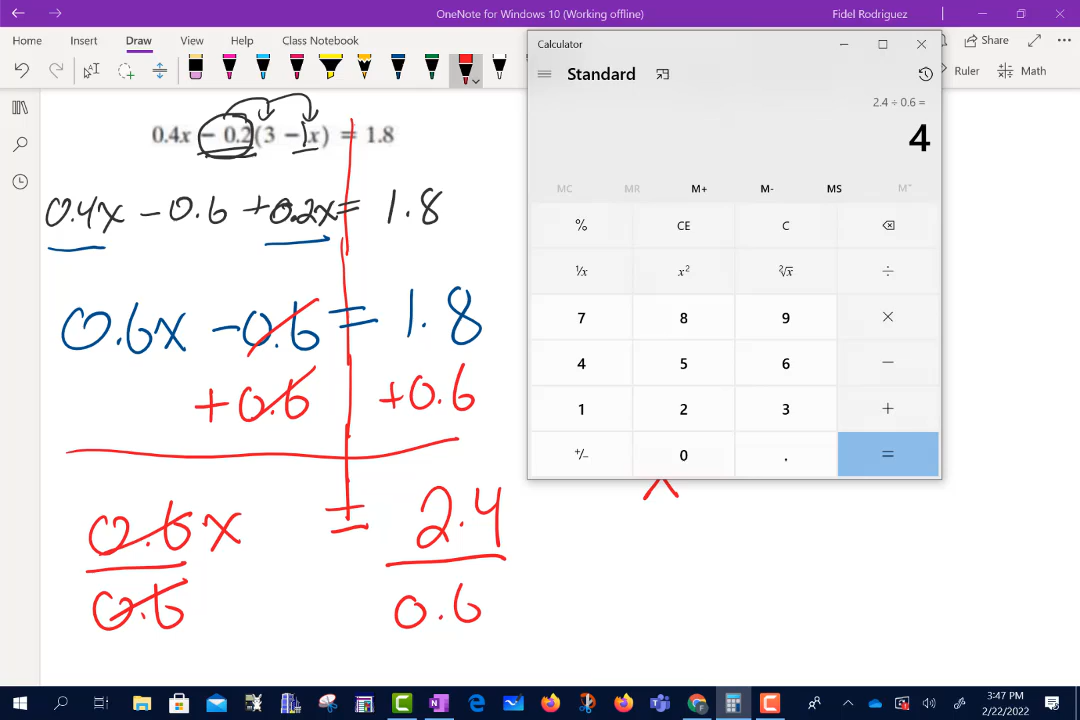 OneNote for Windows 10 (Working offline)
Fidel Rodriguez
Home Insert Draw View Help Class Notebook
Share
Ruler Math
Calculator
Standard
2.4 ÷ 0.6 =
4
MC MR M+ M- MS M˅
% CE C
¹/x x² ²√x ÷
7 8 9 ×
4 5 6 −
1 2 3 +
+/− 0 . =
0.4x − 0.2(3 − 1x) = 1.8
0.4x − 0.6 + 0.2x = 1.8
0.6x − 0.6 = 1.8
+ 0.6 + 0.6
0.6x = 2.4
0.6 0.6
3:47 PM
2/22/2022